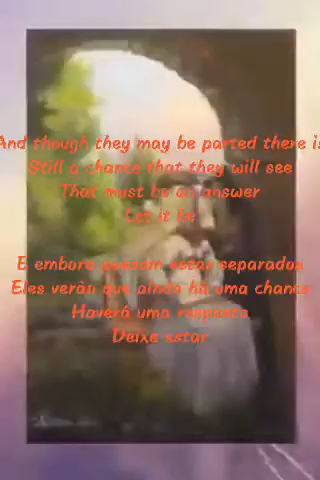 And though they may be parted there is
Still a chance that they will see
That must be an answer
Let it be
E embora possam estar separados
Eles verão que ainda há uma chance
Haverá uma resposta
Deixe estar